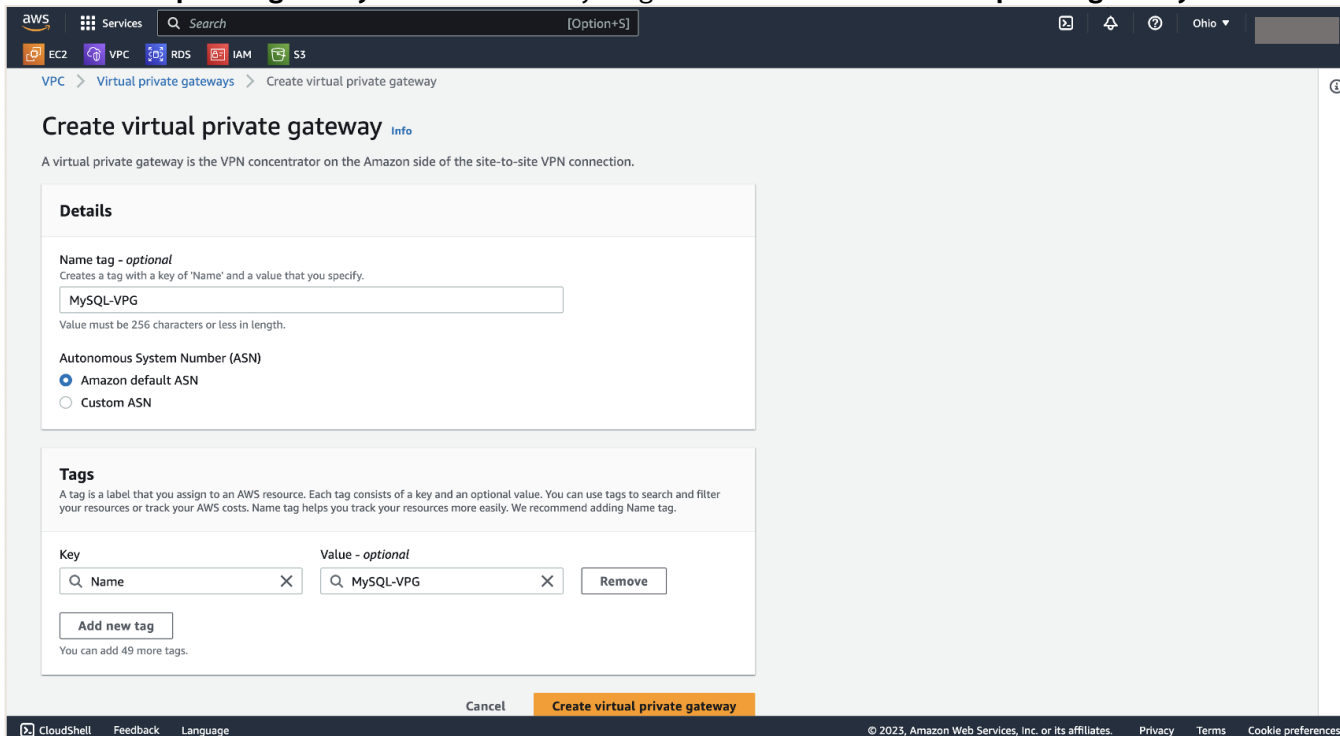 aws
Services
Search
[Option+S]
Ohio
EC2
VPC
RDS
IAM
S3
VPC > Virtual private gateways > Create virtual private gateway
Create virtual private gateway Info
A virtual private gateway is the VPN concentrator on the Amazon side of the site-to-site VPN connection.
Details
Name tag - optional
Creates a tag with a key of 'Name' and a value that you specify.
MySQL-VPG
Value must be 256 characters or less in length.
Autonomous System Number (ASN)
Amazon default ASN
Custom ASN
Tags
A tag is a label that you assign to an AWS resource. Each tag consists of a key and an optional value. You can use tags to search and filter
your resources or track your AWS costs. Name tag helps you track your resources more easily. We recommend adding Name tag.
Key
Value - optional
Name
MySQL-VPG
Remove
Add new tag
You can add 49 more tags.
Cancel
Create virtual private gateway
CloudShell
Feedback
Language
© 2023, Amazon Web Services, Inc. or its affiliates.
Privacy
Terms
Cookie preferences